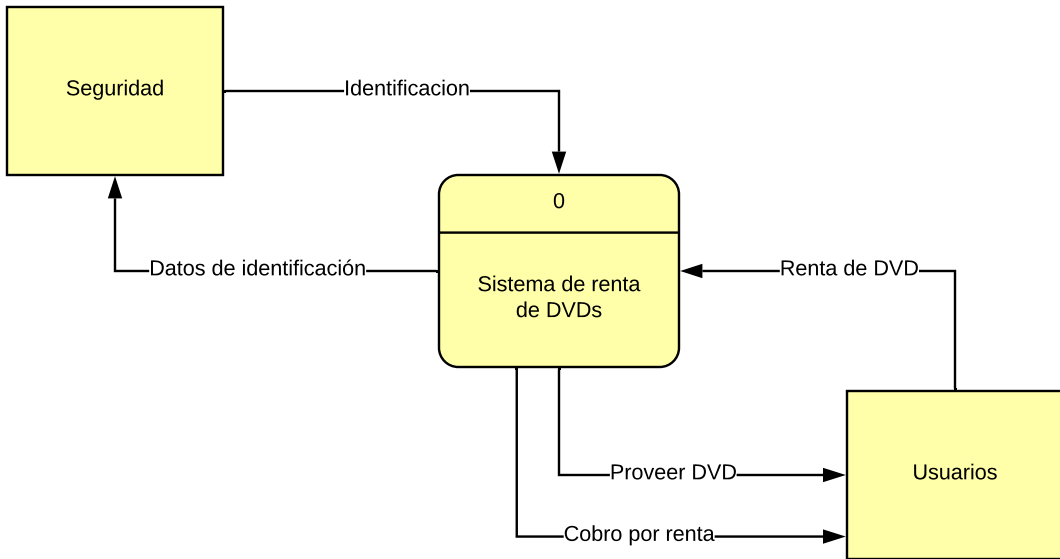 Seguridad
Identificacion
0
Datos de identificación
Sistema de renta
de DVDs
Renta de DVD
Proveer DVD
Usuarios
Cobro por renta